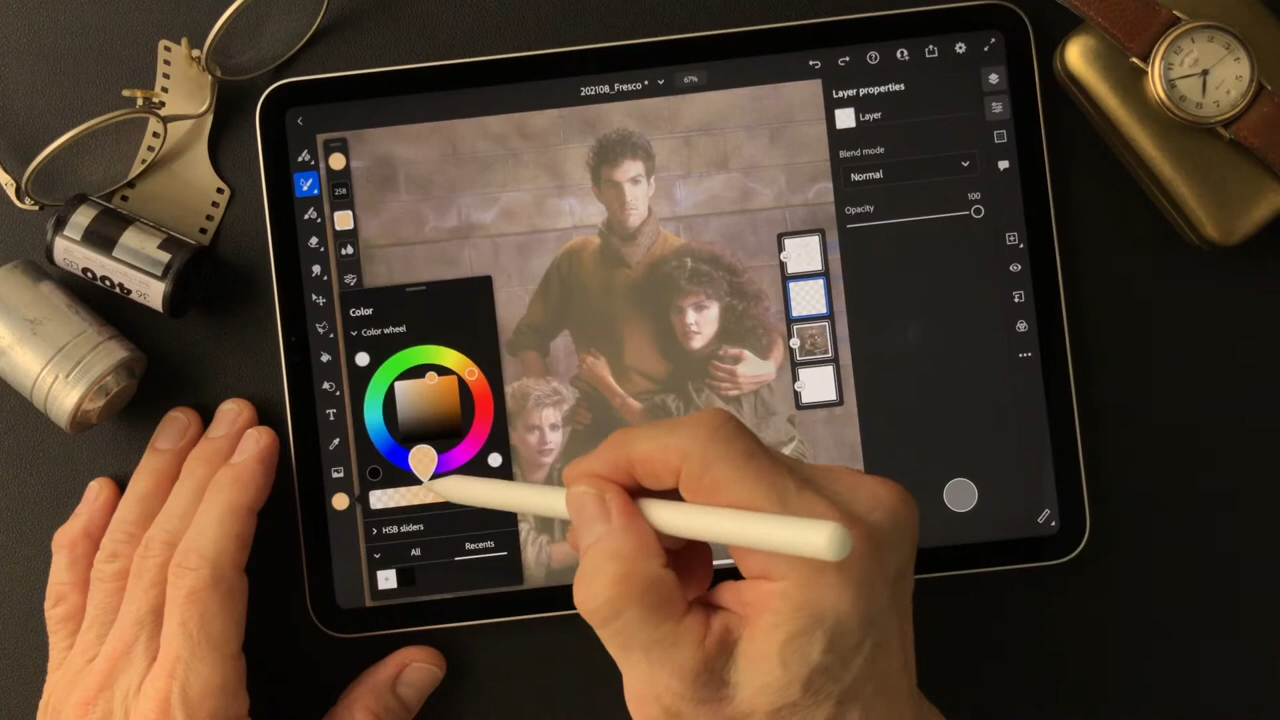 202108_Fresco *
67%
Layer properties
Layer
Blend mode
Normal
Opacity
100
258
Color
Color wheel
HSB sliders
All
Recents
T
400
36